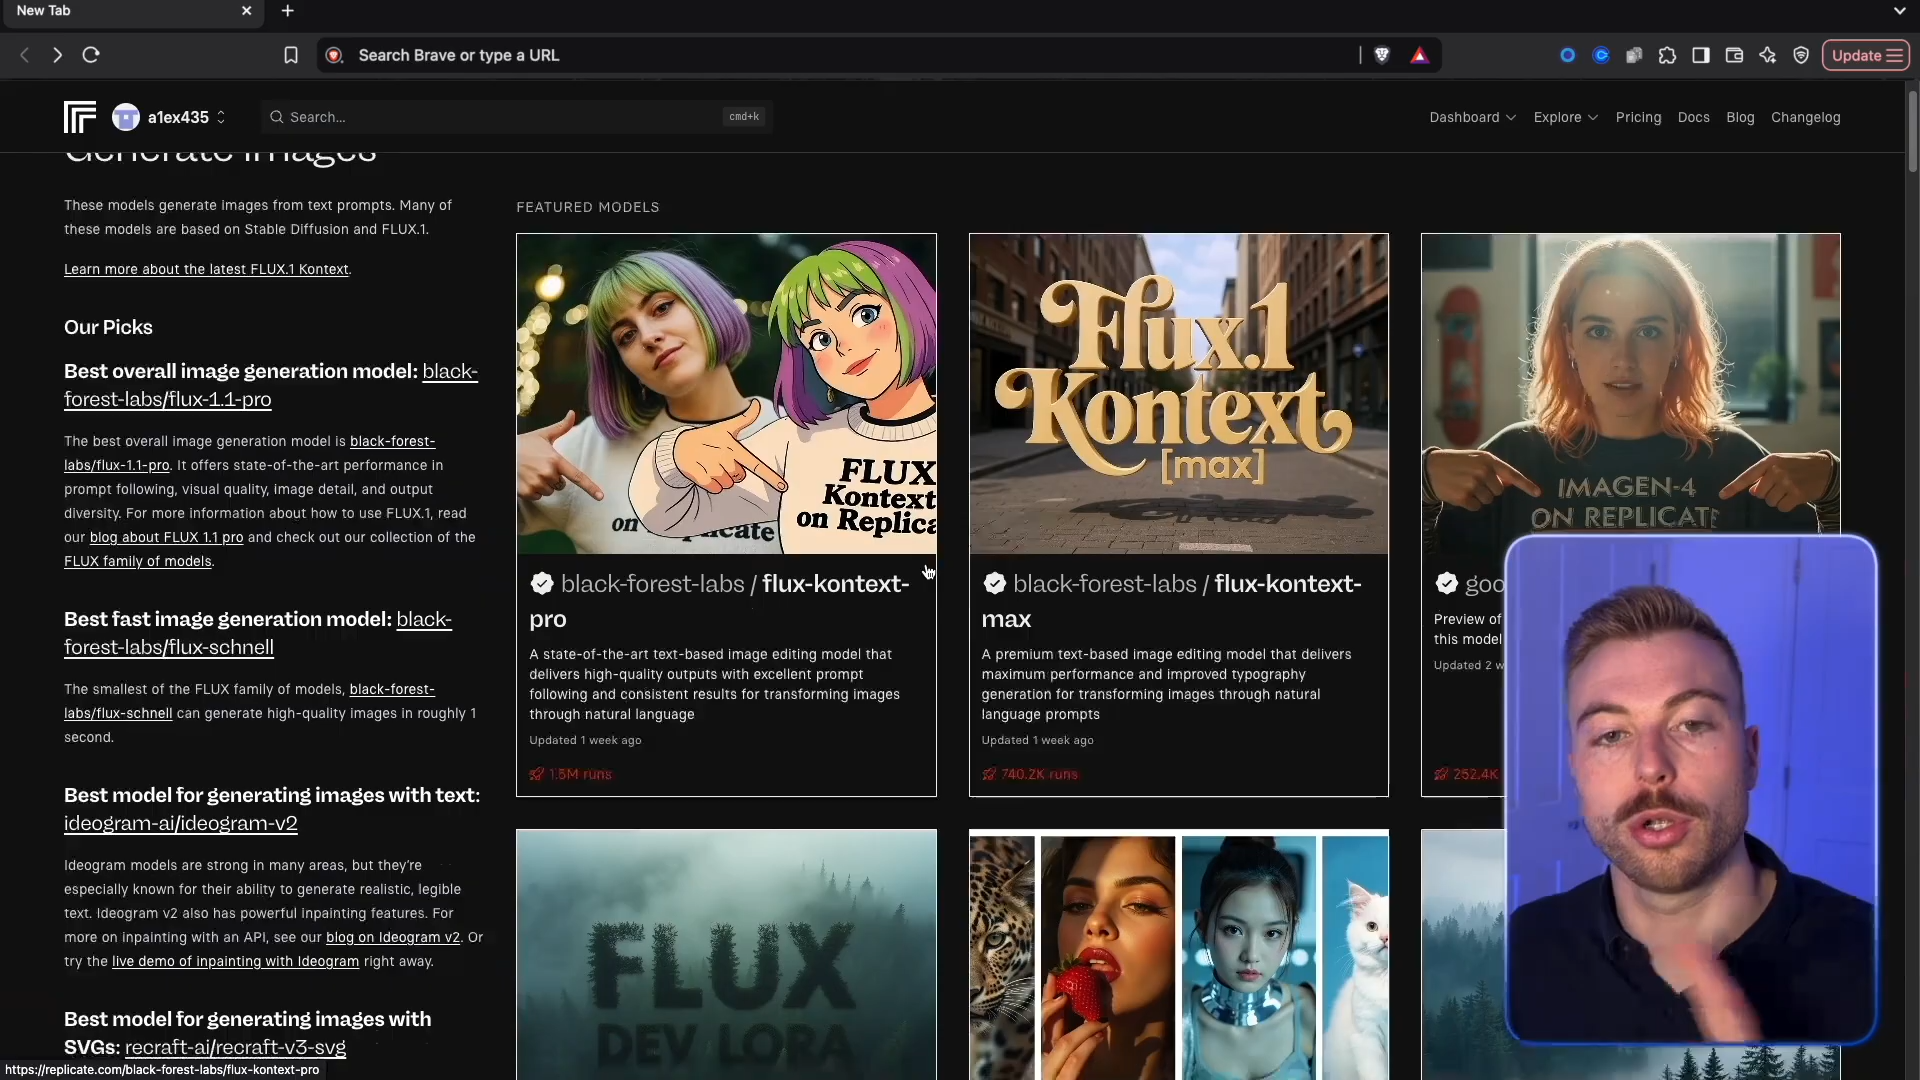 New Tab
Search Brave or type a URL
Update
a1ex435
Search...
cmd+k
Dashboard
Explore
Pricing
Docs
Blog
Changelog
Generate images
These models generate images from text prompts. Many of
these models are based on Stable Diffusion and FLUX.1.
Learn more about the latest FLUX.1 Kontext.
Our Picks
Best overall image generation model: black-
forest-labs/flux-1.1-pro
The best overall image generation model is black-forest-
labs/flux-1.1-pro. It offers state-of-the-art performance in
prompt following, visual quality, image detail, and output
diversity. For more information about how to use FLUX.1, read
our blog about FLUX 1.1 pro and check out our collection of the
FLUX family of models.
Best fast image generation model: black-
forest-labs/flux-schnell
The smallest of the FLUX family of models, black-forest-
labs/flux-schnell can generate high-quality images in roughly 1
second.
Best model for generating images with text:
ideogram-ai/ideogram-v2
Ideogram models are strong in many areas, but they're
especially known for their ability to generate realistic, legible
text. Ideogram v2 also has powerful inpainting features. For
more on inpainting with an API, see our blog on Ideogram v2. Or
try the live demo of inpainting with Ideogram right away.
Best model for generating images with
SVGs: recraft-ai/recraft-v3-svg
https://replicate.com/black-forest-labs/flux-kontext-pro
FEATURED MODELS
FLUX
Kontext
on Replica
on
icate
black-forest-labs / flux-kontext-
pro
A state-of-the-art text-based image editing model that
delivers high-quality outputs with excellent prompt
following and consistent results for transforming images
through natural language
Updated 1 week ago
1.5M runs
Flux.1
Kontext
[max]
black-forest-labs / flux-kontext-
max
A premium text-based image editing model that delivers
maximum performance and improved typography
generation for transforming images through natural
language prompts
Updated 1 week ago
740.2K runs
IMAGEN-4
ON REPLICATE
goo
Preview of
this model
Updated 2 w
252.4K
FLUX
DEV LORA